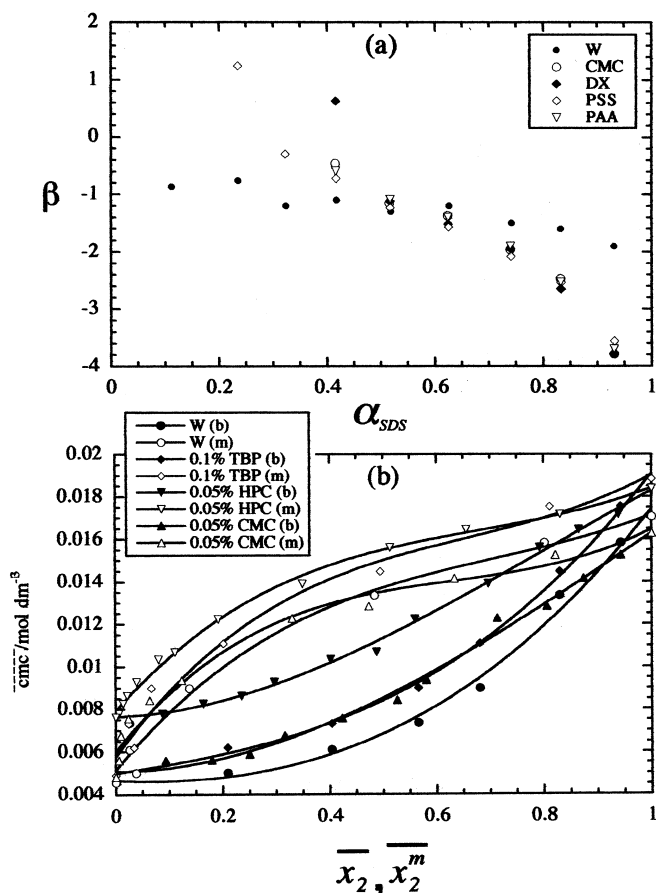 (a)
W
CMC
DX
PSS
PAA
2
1
0
-1
-2
-3
-4
β
0
0.2
0.4
0.6
0.8
1
α_SDS
W (b)
W (m)
0.1% TBP (b)
0.1% TBP (m)
0.05% HPC (b)
0.05% HPC (m)
0.05% CMC (b)
0.05% CMC (m)
(b)
0.02
0.018
0.016
0.014
0.012
0.01
0.008
0.006
0.004
cmc/mol dm⁻³
0
0.2
0.4
0.6
0.8
1
x₂ , x₂ᵐ